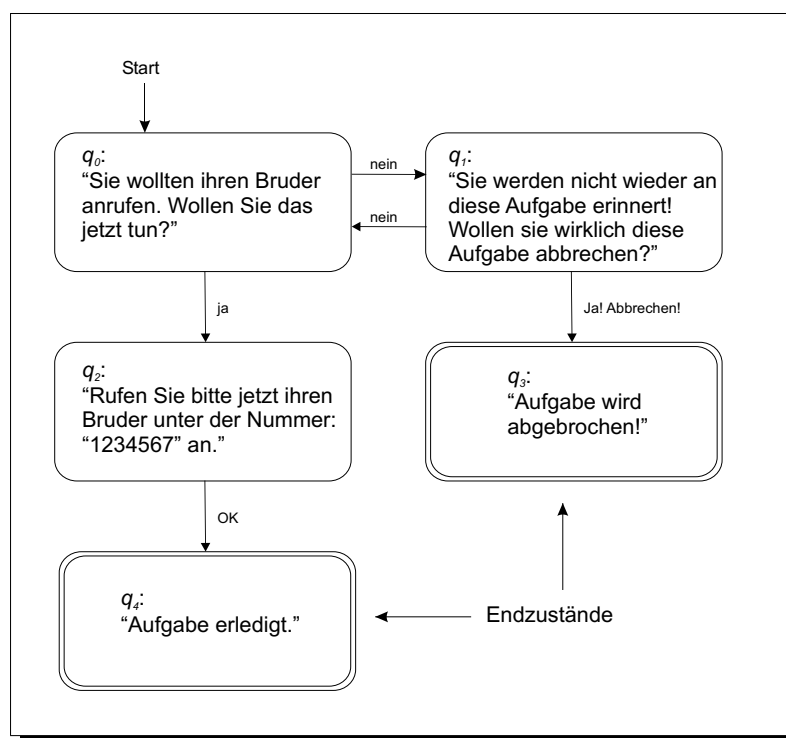 Start
q₀:
“Sie wollten ihren Bruder
anrufen. Wollen Sie das
jetzt tun?”
nein
nein
q₁:
“Sie werden nicht wieder an
diese Aufgabe erinnert!
Wollen sie wirklich diese
Aufgabe abbrechen?”
ja
Ja! Abbrechen!
q₂:
“Rufen Sie bitte jetzt ihren
Bruder unter der Nummer:
“1234567” an.”
q₃:
“Aufgabe wird
abgebrochen!”
OK
q₄:
“Aufgabe erledigt.”
Endzustände